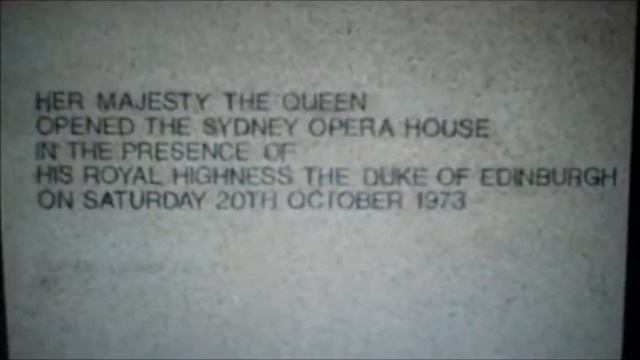 HER MAJESTY THE QUEEN
OPENED THE SYDNEY OPERA HOUSE
IN THE PRESENCE OF
HIS ROYAL HIGHNESS THE DUKE OF EDINBURGH
ON SATURDAY 20TH OCTOBER 1973